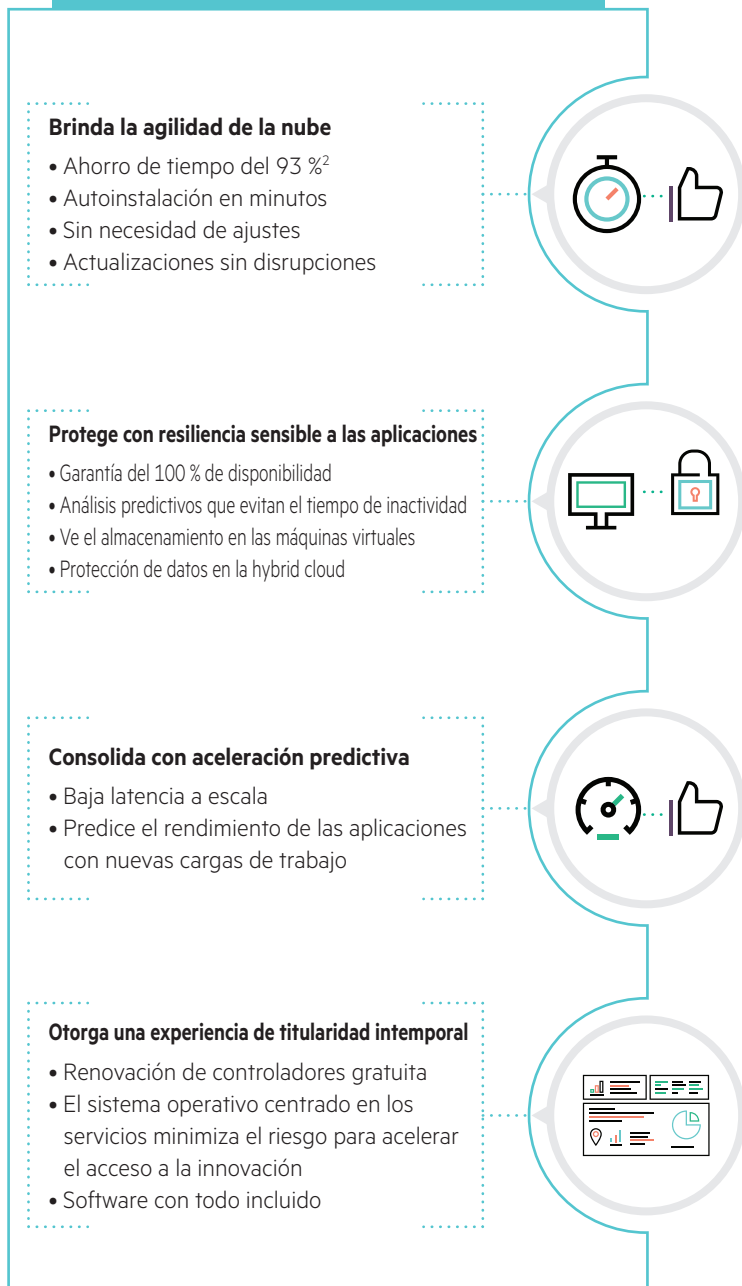 Brinda la agilidad de la nube
• Ahorro de tiempo del 93 %²
• Autoinstalación en minutos
• Sin necesidad de ajustes
• Actualizaciones sin disrupciones
Protege con resiliencia sensible a las aplicaciones
• Garantía del 100 % de disponibilidad
• Análisis predictivos que evitan el tiempo de inactividad
• Ve el almacenamiento en las máquinas virtuales
• Protección de datos en la hybrid cloud
Consolida con aceleración predictiva
• Baja latencia a escala
• Predice el rendimiento de las aplicaciones
con nuevas cargas de trabajo
Otorga una experiencia de titularidad intemporal
• Renovación de controladores gratuita
• El sistema operativo centrado en los
servicios minimiza el riesgo para acelerar
el acceso a la innovación
• Software con todo incluido